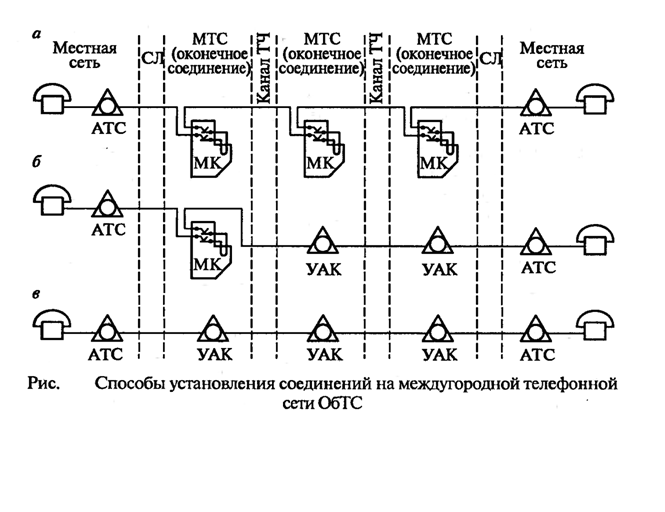 а
Местная
сеть
СЛ
МТС
(оконечное
соединение)
Канал ТЧ
МТС
(оконечное
соединение)
Канал ТЧ
МТС
(оконечное
соединение)
СЛ
Местная
сеть
АТС
МК
МК
МК
АТС
б
АТС
МК
УАК
УАК
АТС
в
АТС
УАК
УАК
УАК
АТС
Рис. Способы установления соединений на междугородной телефонной
сети ОбТС